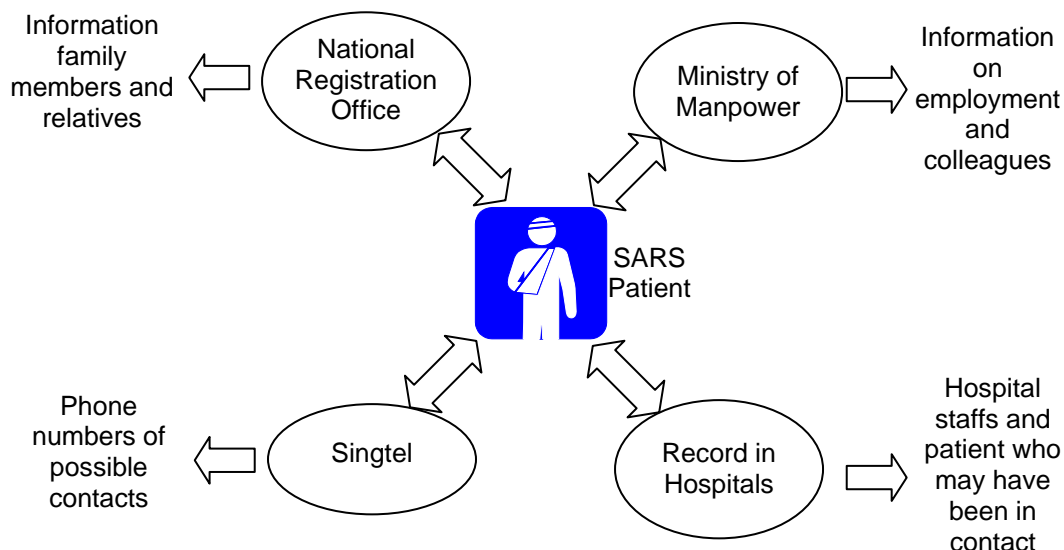 Information
family
members and
relatives
National
Registration
Office
Ministry of
Manpower
Information
on
employment
and
colleagues
SARS
Patient
Phone
numbers of
possible
contacts
Singtel
Record in
Hospitals
Hospital
staffs and
patient who
may have
been in
contact